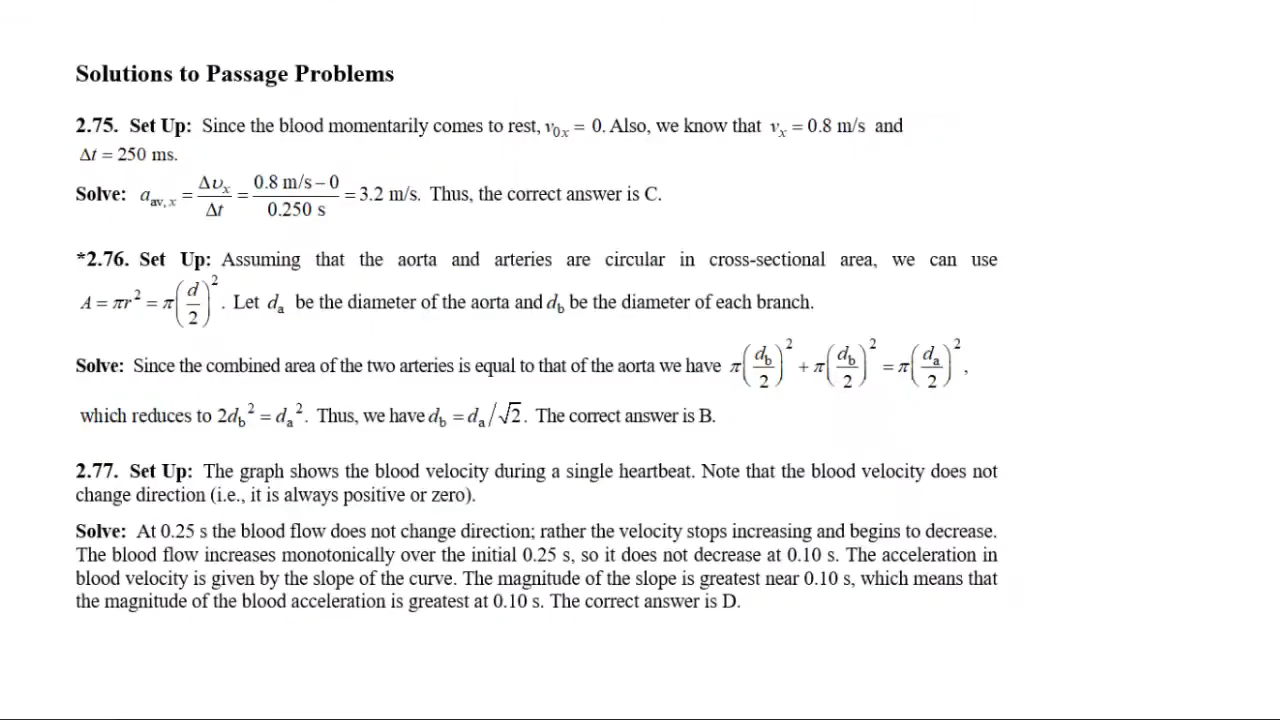 Solutions to Passage Problems
2.75. Set Up: Since the blood momentarily comes to rest, v₀ₓ = 0. Also, we know that vₓ = 0.8 m/s and
Δt = 250 ms.
Solve: a_av,x = Δυₓ/Δt = (0.8 m/s – 0)/(0.250 s) = 3.2 m/s. Thus, the correct answer is C.
*2.76. Set Up: Assuming that the aorta and arteries are circular in cross-sectional area, we can use
A = πr² = π(d/2)². Let d_a be the diameter of the aorta and d_b be the diameter of each branch.
Solve: Since the combined area of the two arteries is equal to that of the aorta we have π(d_b/2)² + π(d_b/2)² = π(d_a/2)²,
which reduces to 2d_b² = d_a². Thus, we have d_b = d_a/√2. The correct answer is B.
2.77. Set Up: The graph shows the blood velocity during a single heartbeat. Note that the blood velocity does not
change direction (i.e., it is always positive or zero).
Solve: At 0.25 s the blood flow does not change direction; rather the velocity stops increasing and begins to decrease.
The blood flow increases monotonically over the initial 0.25 s, so it does not decrease at 0.10 s. The acceleration in
blood velocity is given by the slope of the curve. The magnitude of the slope is greatest near 0.10 s, which means that
the magnitude of the blood acceleration is greatest at 0.10 s. The correct answer is D.